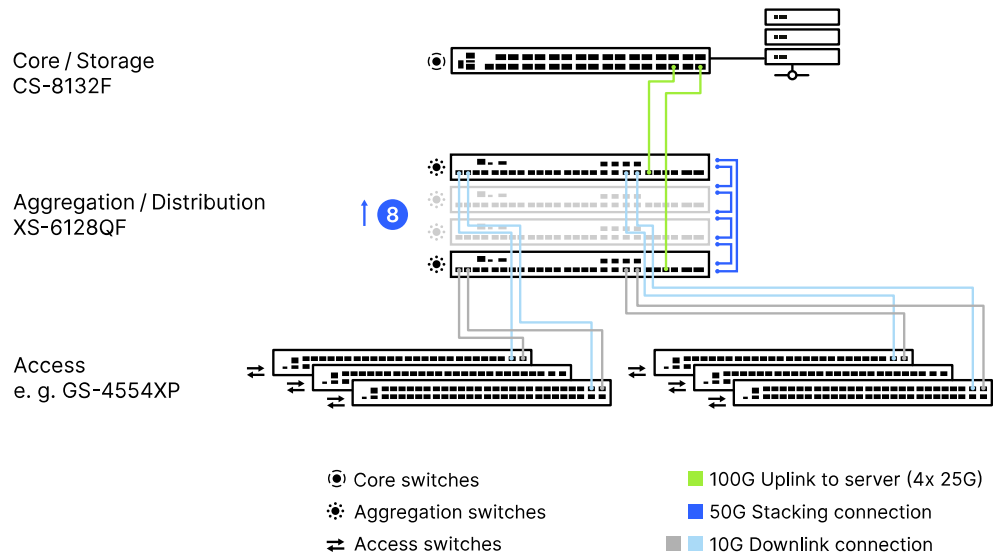 Core / Storage
CS-8132F
Aggregation / Distribution
XS-6128QF
8
Access
e. g. GS-4554XP
Core switches
Aggregation switches
Access switches
100G Uplink to server (4x 25G)
50G Stacking connection
10G Downlink connection